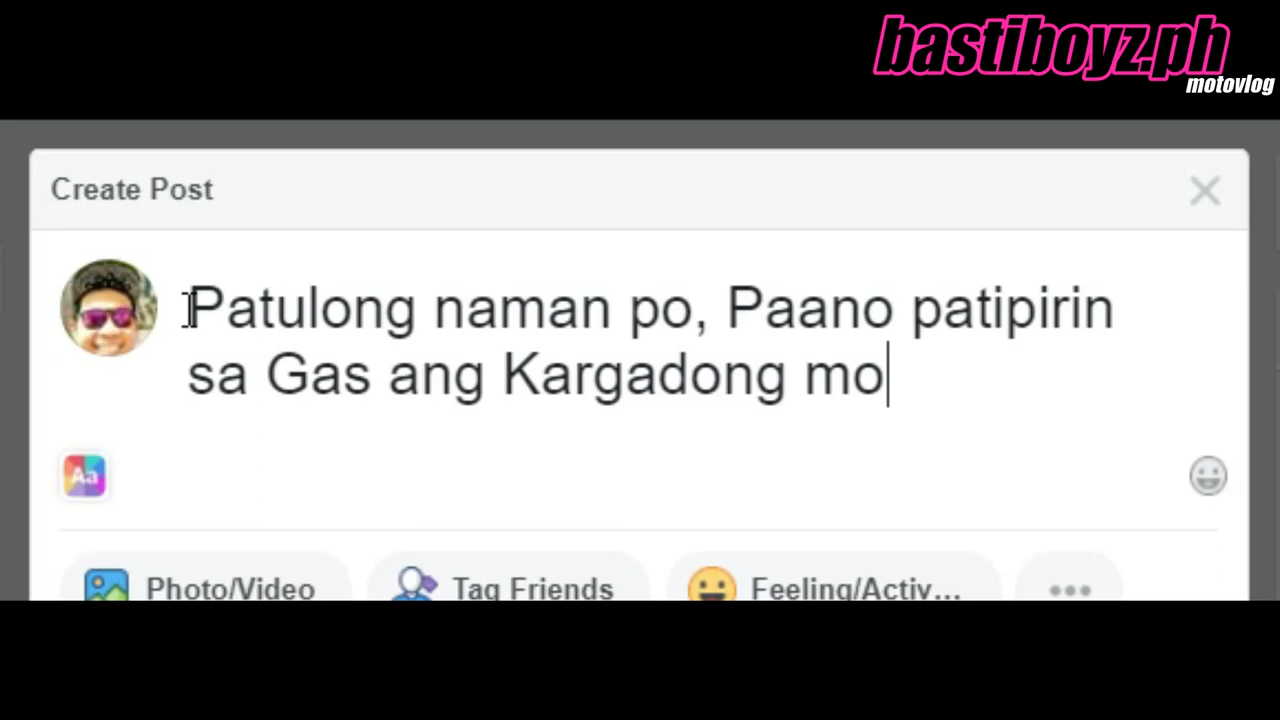 bastiboyz.ph
motovlog
Create Post
Patulong naman po, Paano patipirin
sa Gas ang Kargadong mo
Aa
Photo/Video Tag Friends Feeling/Activ...